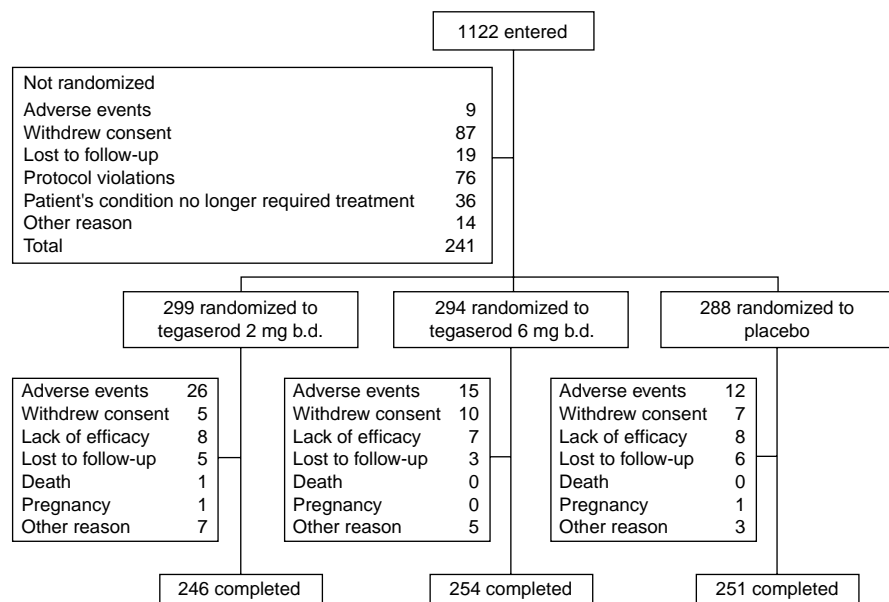 1122 entered
Not randomized
Adverse events 9
Withdrew consent 87
Lost to follow-up 19
Protocol violations 76
Patient's condition no longer required treatment 36
Other reason 14
Total 241
299 randomized to
tegaserod 2 mg b.d.
294 randomized to
tegaserod 6 mg b.d.
288 randomized to
placebo
Adverse events 26
Withdrew consent 5
Lack of efficacy 8
Lost to follow-up 5
Death 1
Pregnancy 1
Other reason 7
Adverse events 15
Withdrew consent 10
Lack of efficacy 7
Lost to follow-up 3
Death 0
Pregnancy 0
Other reason 5
Adverse events 12
Withdrew consent 7
Lack of efficacy 8
Lost to follow-up 6
Death 0
Pregnancy 1
Other reason 3
246 completed
254 completed
251 completed